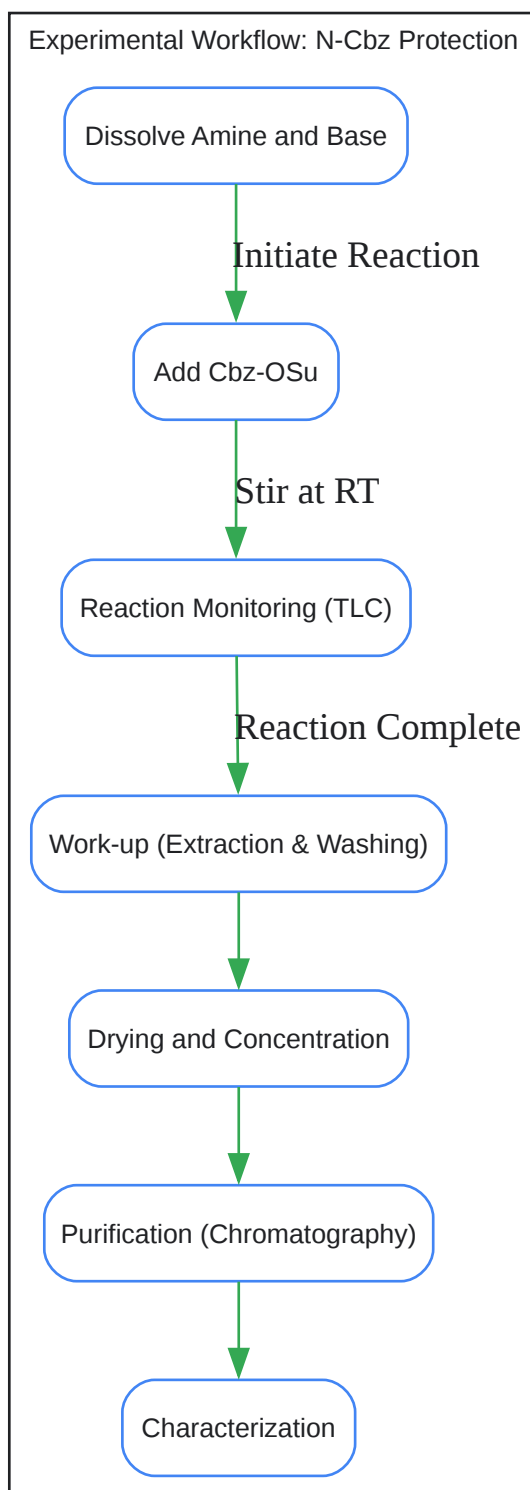 Experimental Workflow: N-Cbz Protection
Dissolve Amine and Base
Initiate Reaction
Add Cbz-OSu
Stir at RT
Reaction Monitoring (TLC)
Reaction Complete
Work-up (Extraction & Washing)
Drying and Concentration
Purification (Chromatography)
Characterization